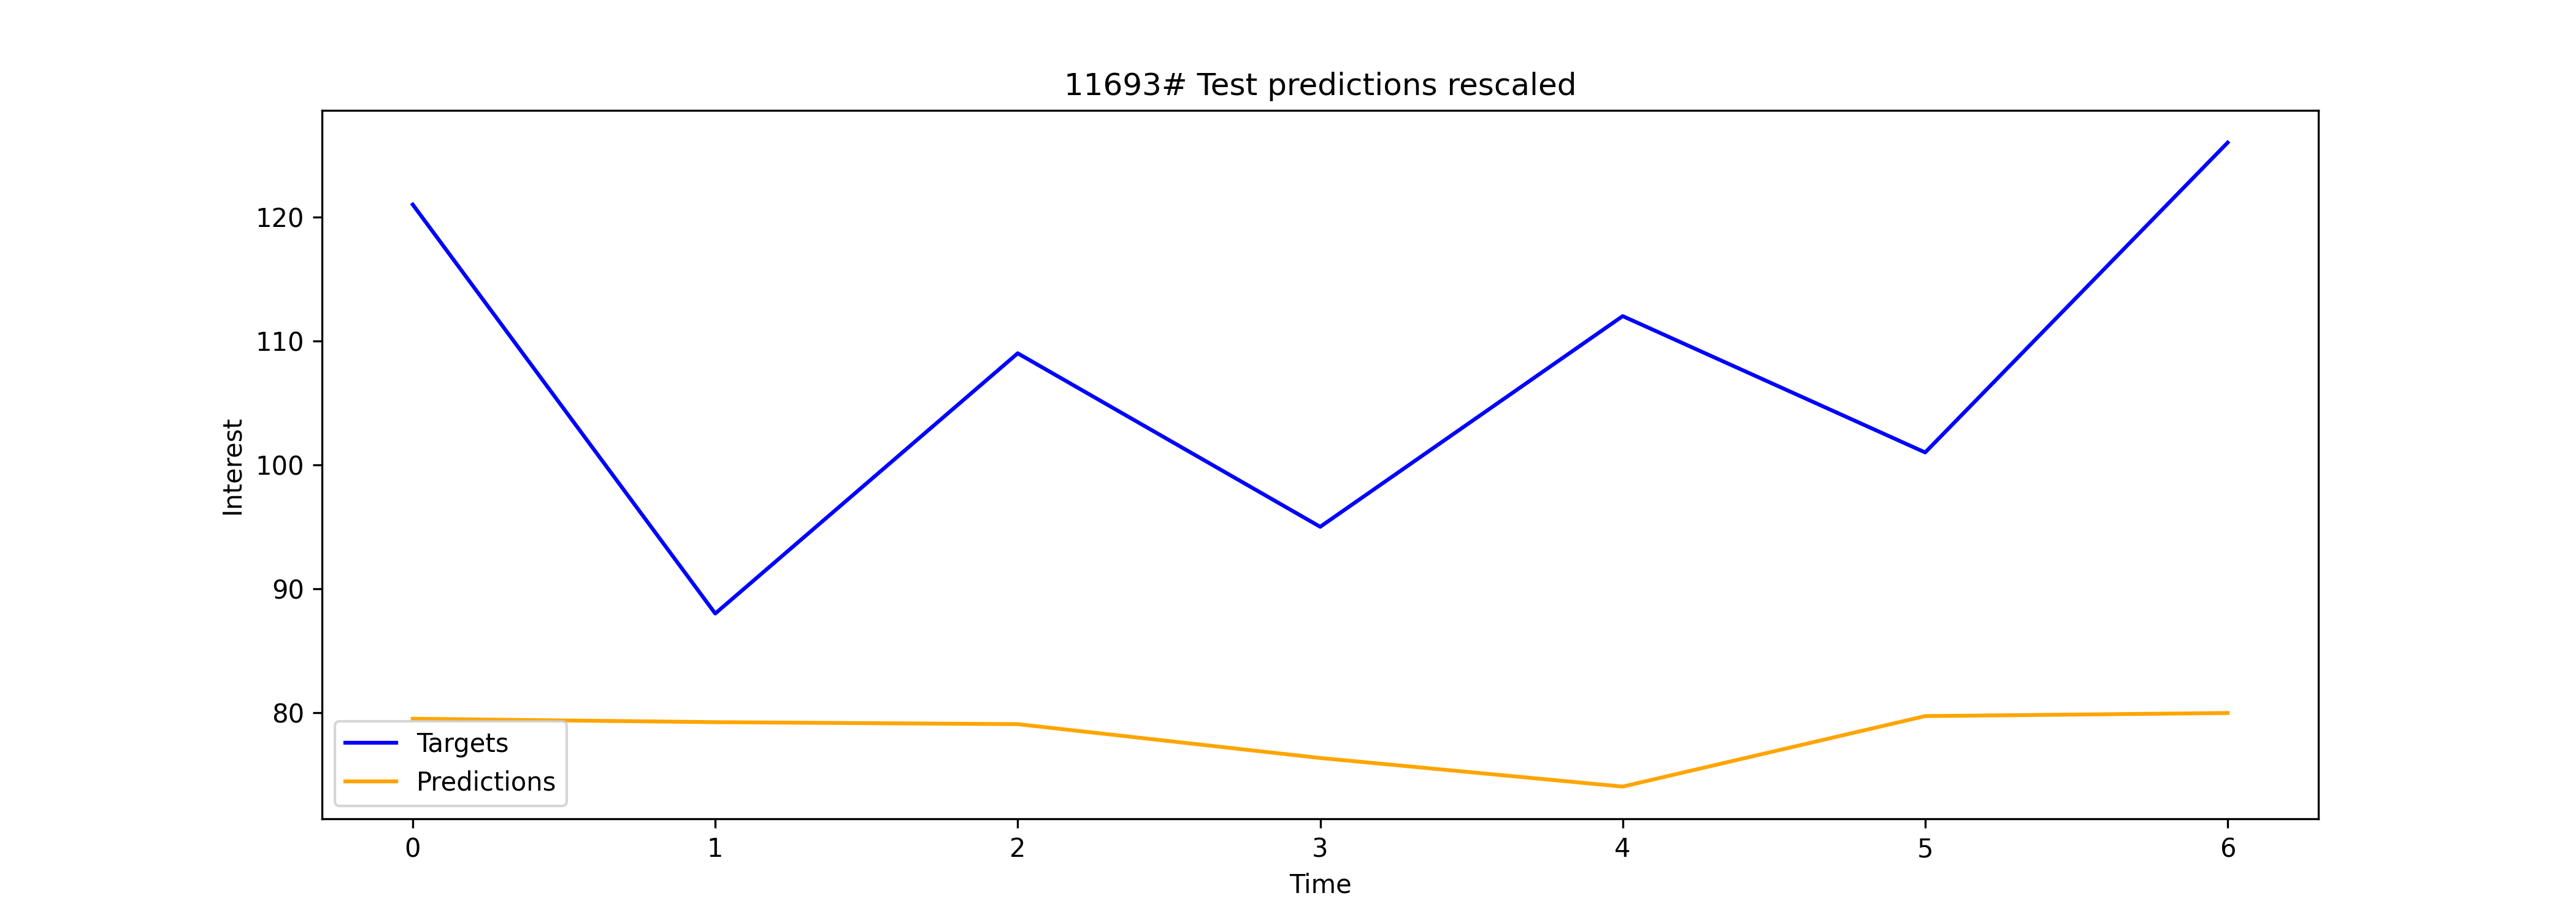 11693# Test predictions rescaled
Interest
120
110
100
90
80
Targets
Predictions
0 1 2 3 4 5 6
Time